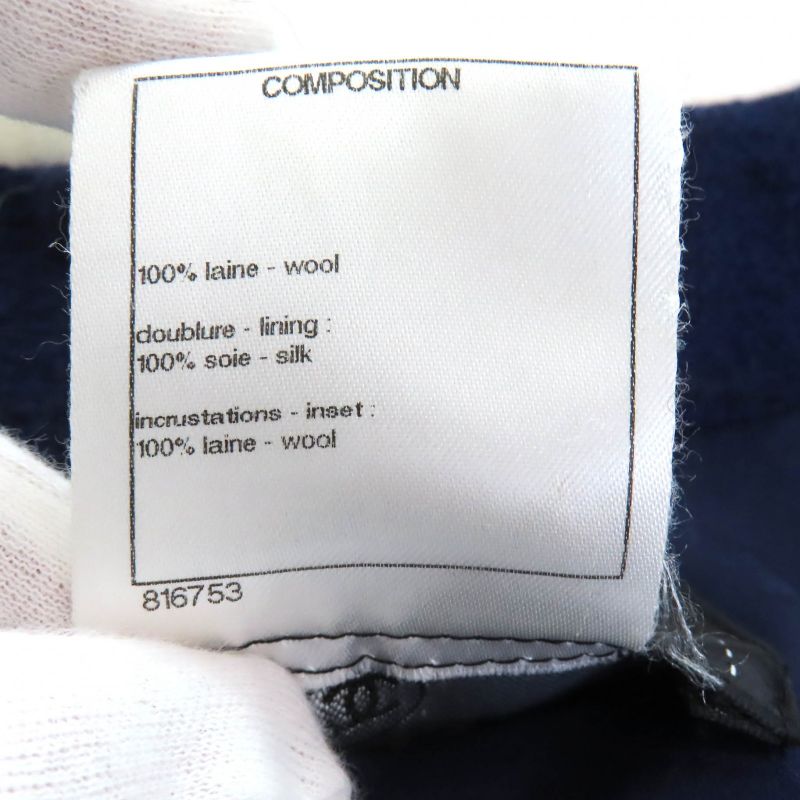 COMPOSITION
100% laine - wool
doublure - lining :
100% soie - silk
incrustations - inset :
100% laine - wool
816753